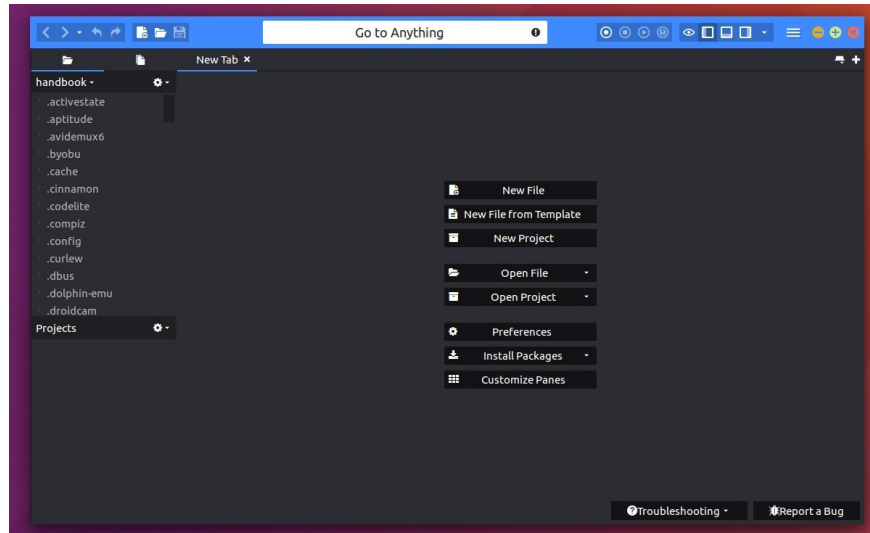 Go to Anything
New Tab
handbook
.activestate
.aptitude
.avidemux6
.byobu
.cache
.cinnamon
.codelite
.compiz
.config
.curlew
.dbus
.dolphin-emu
.droidcam
Projects
New File
New File from Template
New Project
Open File
Open Project
Preferences
Install Packages
Customize Panes
Troubleshooting
Report a Bug